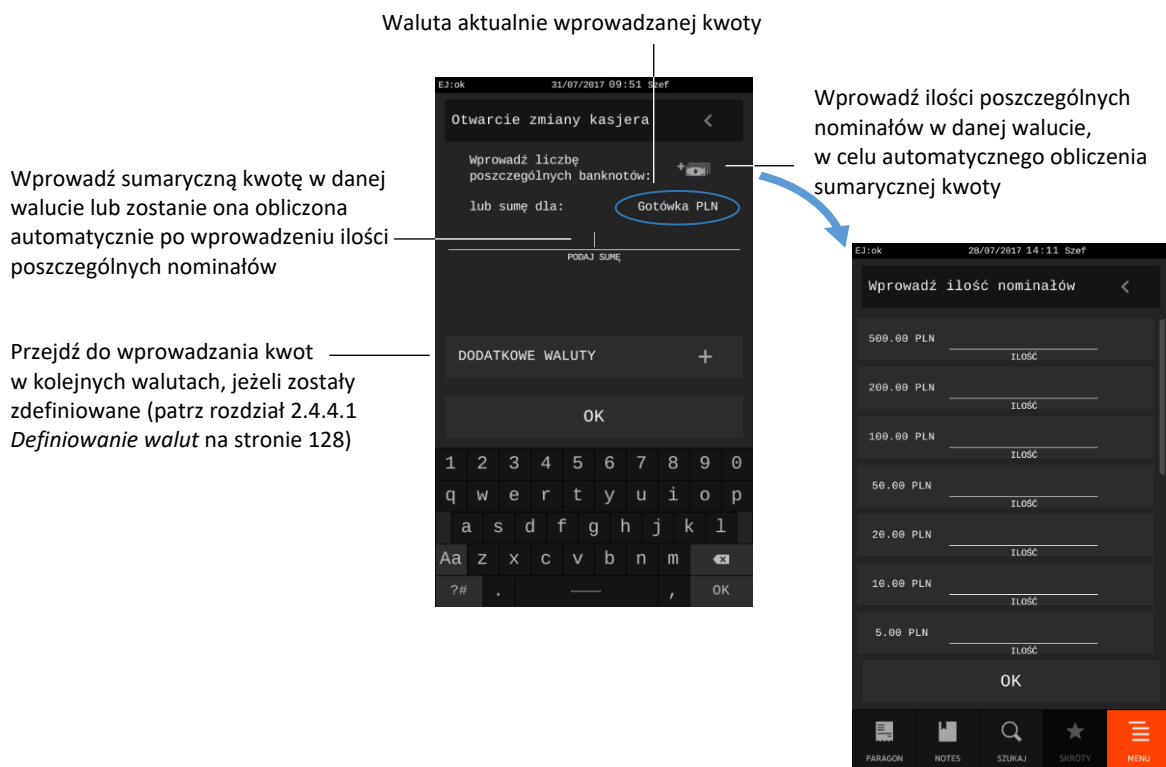 Waluta aktualnie wprowadzanej kwoty
EJ:ok 31/07/2017 09:51 Szef
Otwarcie zmiany kasjera <
Wprowadź liczbę
poszczególnych banknotów: +
lub sumę dla: Gotówka PLN
PODAJ SUMĘ
DODATKOWE WALUTY +
OK
1 2 3 4 5 6 7 8 9 0
q w e r t y u i o p
a s d f g h j k l
Aa z x c v b n m
?# . , OK
Wprowadź sumaryczną kwotę w danej
walucie lub zostanie ona obliczona
automatycznie po wprowadzeniu ilości
poszczególnych nominałów
Przejdź do wprowadzania kwot
w kolejnych walutach, jeżeli zostały
zdefiniowane (patrz rozdział 2.4.4.1
Definiowanie walut na stronie 128)
Wprowadź ilości poszczególnych
nominałów w danej walucie,
w celu automatycznego obliczenia
sumarycznej kwoty
EJ:ok 28/07/2017 14:11 Szef
Wprowadź ilość nominałów <
500.00 PLN
ILOŚĆ
200.00 PLN
ILOŚĆ
100.00 PLN
ILOŚĆ
50.00 PLN
ILOŚĆ
20.00 PLN
ILOŚĆ
10.00 PLN
ILOŚĆ
5.00 PLN
ILOŚĆ
OK
PARAGON NOTES SZUKAJ SKRÓTY MENU